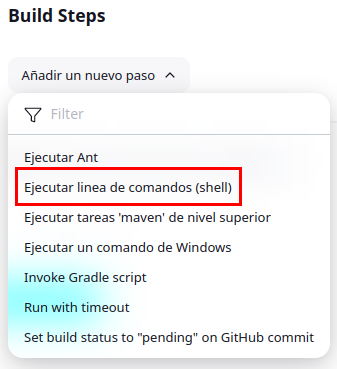 Build Steps
Añadir un nuevo paso
Filter
Ejecutar Ant
Ejecutar linea de comandos (shell)
Ejecutar tareas 'maven' de nivel superior
Ejecutar un comando de Windows
Invoke Gradle script
Run with timeout
Set build status to "pending" on GitHub commit